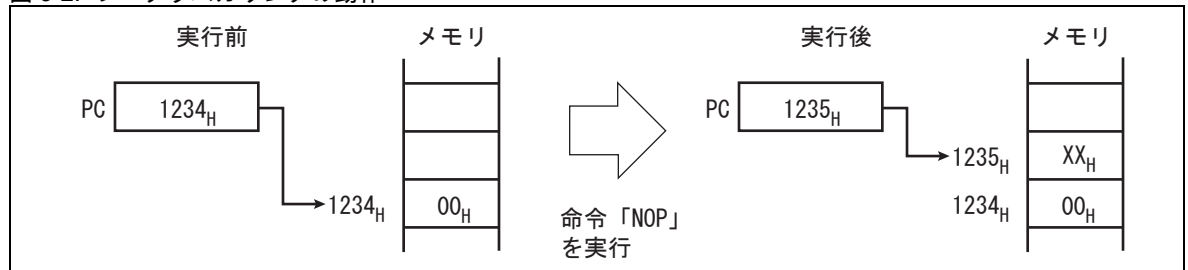 実行前 メモリ 実行後 メモリ
PC 1234H PC 1235H
1235H XXH
1234H 00H 1234H 00H
命令「NOP」
を実行